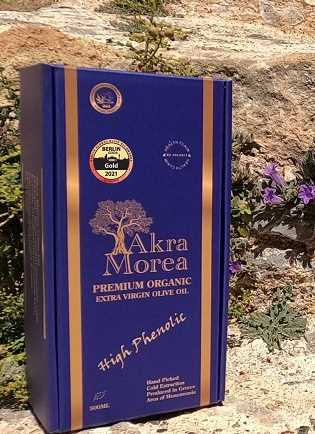 BERLIN
Gold
2021
Akra
Morea
PREMIUM ORGANIC
EXTRA VIRGIN OLIVE OIL
High Phenolic
Hand Picked
Cold Extraction
Produced in Greece
Area of Monemvasia
500ML